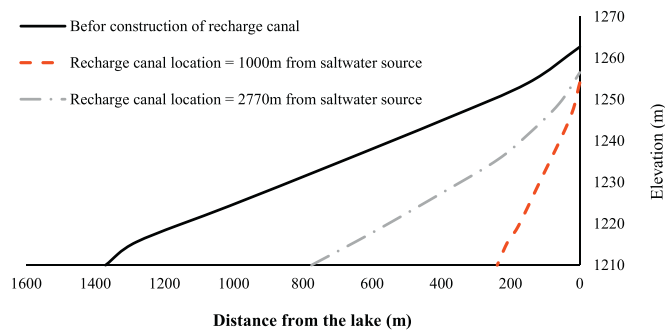 Befor construction of recharge canal
Recharge canal location = 1000m from saltwater source
Recharge canal location = 2770m from saltwater source
1270
1260
1250
1240
1230
1220
1210
Elevation (m)
1600 1400 1200 1000 800 600 400 200 0
Distance from the lake (m)